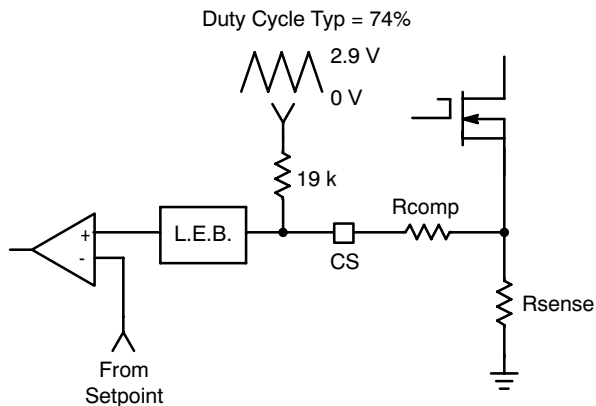 Duty Cycle Typ = 74%
2.9 V
0 V
19 k
Rcomp
L.E.B.
+
-
CS
Rsense
From
Setpoint